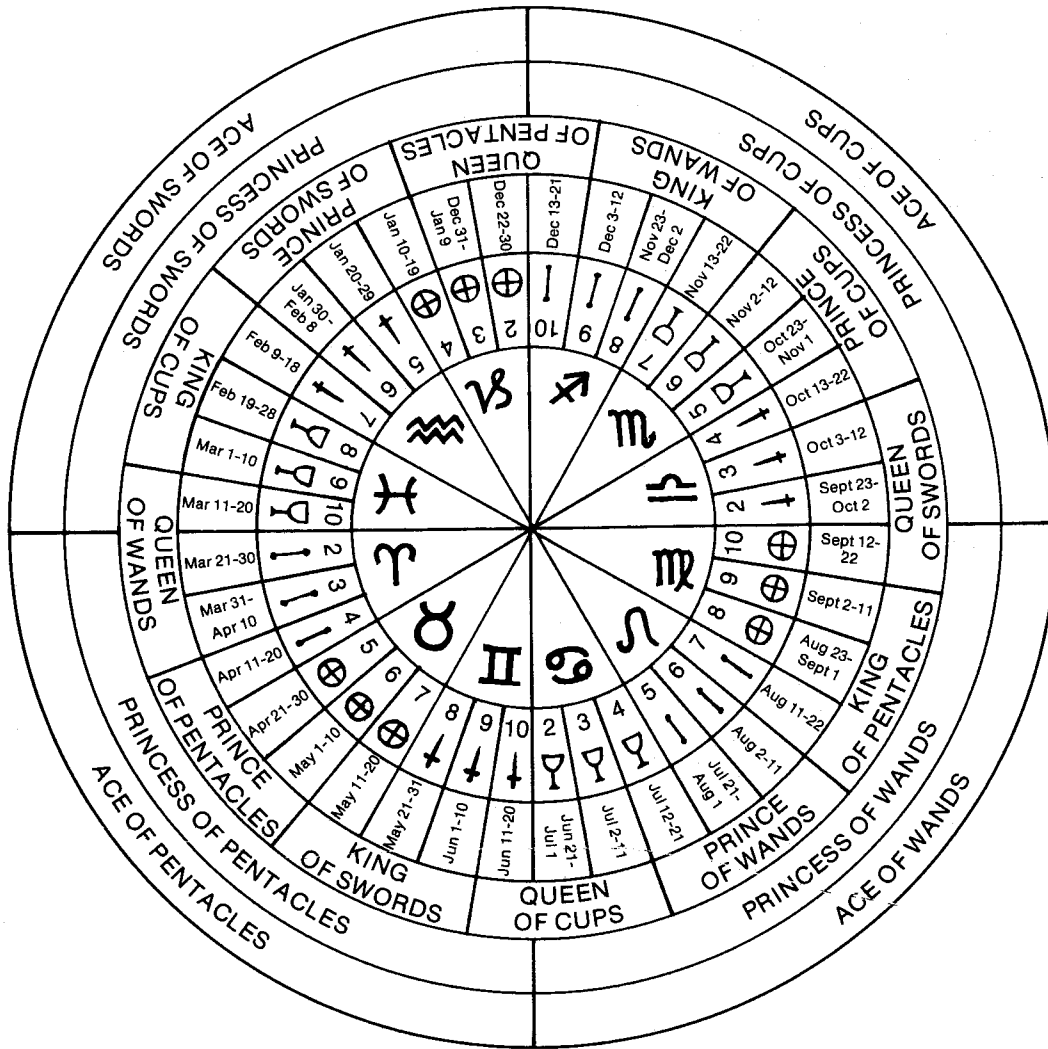 ACE OF SWORDS
ACE OF CUPS
ACE OF WANDS
ACE OF PENTACLES
PRINCESS OF SWORDS
PRINCESS OF CUPS
PRINCESS OF WANDS
PRINCESS OF PENTACLES
QUEEN
OF PENTACLES
KING
OF WANDS
PRINCE
OF CUPS
QUEEN
OF SWORDS
KING
OF PENTACLES
PRINCE
OF WANDS
QUEEN
OF CUPS
KING
OF SWORDS
PRINCE
OF PENTACLES
QUEEN
OF WANDS
KING
OF CUPS
PRINCE
OF SWORDS
Dec 22-30
Dec 13-21
Dec 3-12
Nov 23-
Dec 2
Nov 13-22
Nov 2-12
Oct 23-
Nov 1
Oct 13-22
Oct 3-12
Sept 23-
Oct 2
Sept 12-
22
Sept 2-11
Aug 23-
Sept 1
Aug 11-22
Aug 2-11
Jul 21-
Aug 1
Jul 12-21
Jul 2-11
Jun 21-
Jul 1
Jun 11-20
Jun 1-10
May 21-31
May 11-20
May 1-10
Apr 21-30
Apr 11-20
Mar 31-
Apr 10
Mar 21-30
Mar 11-20
Mar 1-10
Feb 19-28
Feb 9-18
Jan 30-
Feb 8
Jan 20-29
Jan 10-19
Dec 31-
Jan 9
2
10
9
8
7
6
5
4
3
2
10
9
8
7
6
5
4
3
2
10
9
8
7
6
5
4
3
2
10
9
8
7
6
5
4
3
♑
♐
♏
♎
♍
♌
♋
♊
♉
♈
♓
♒